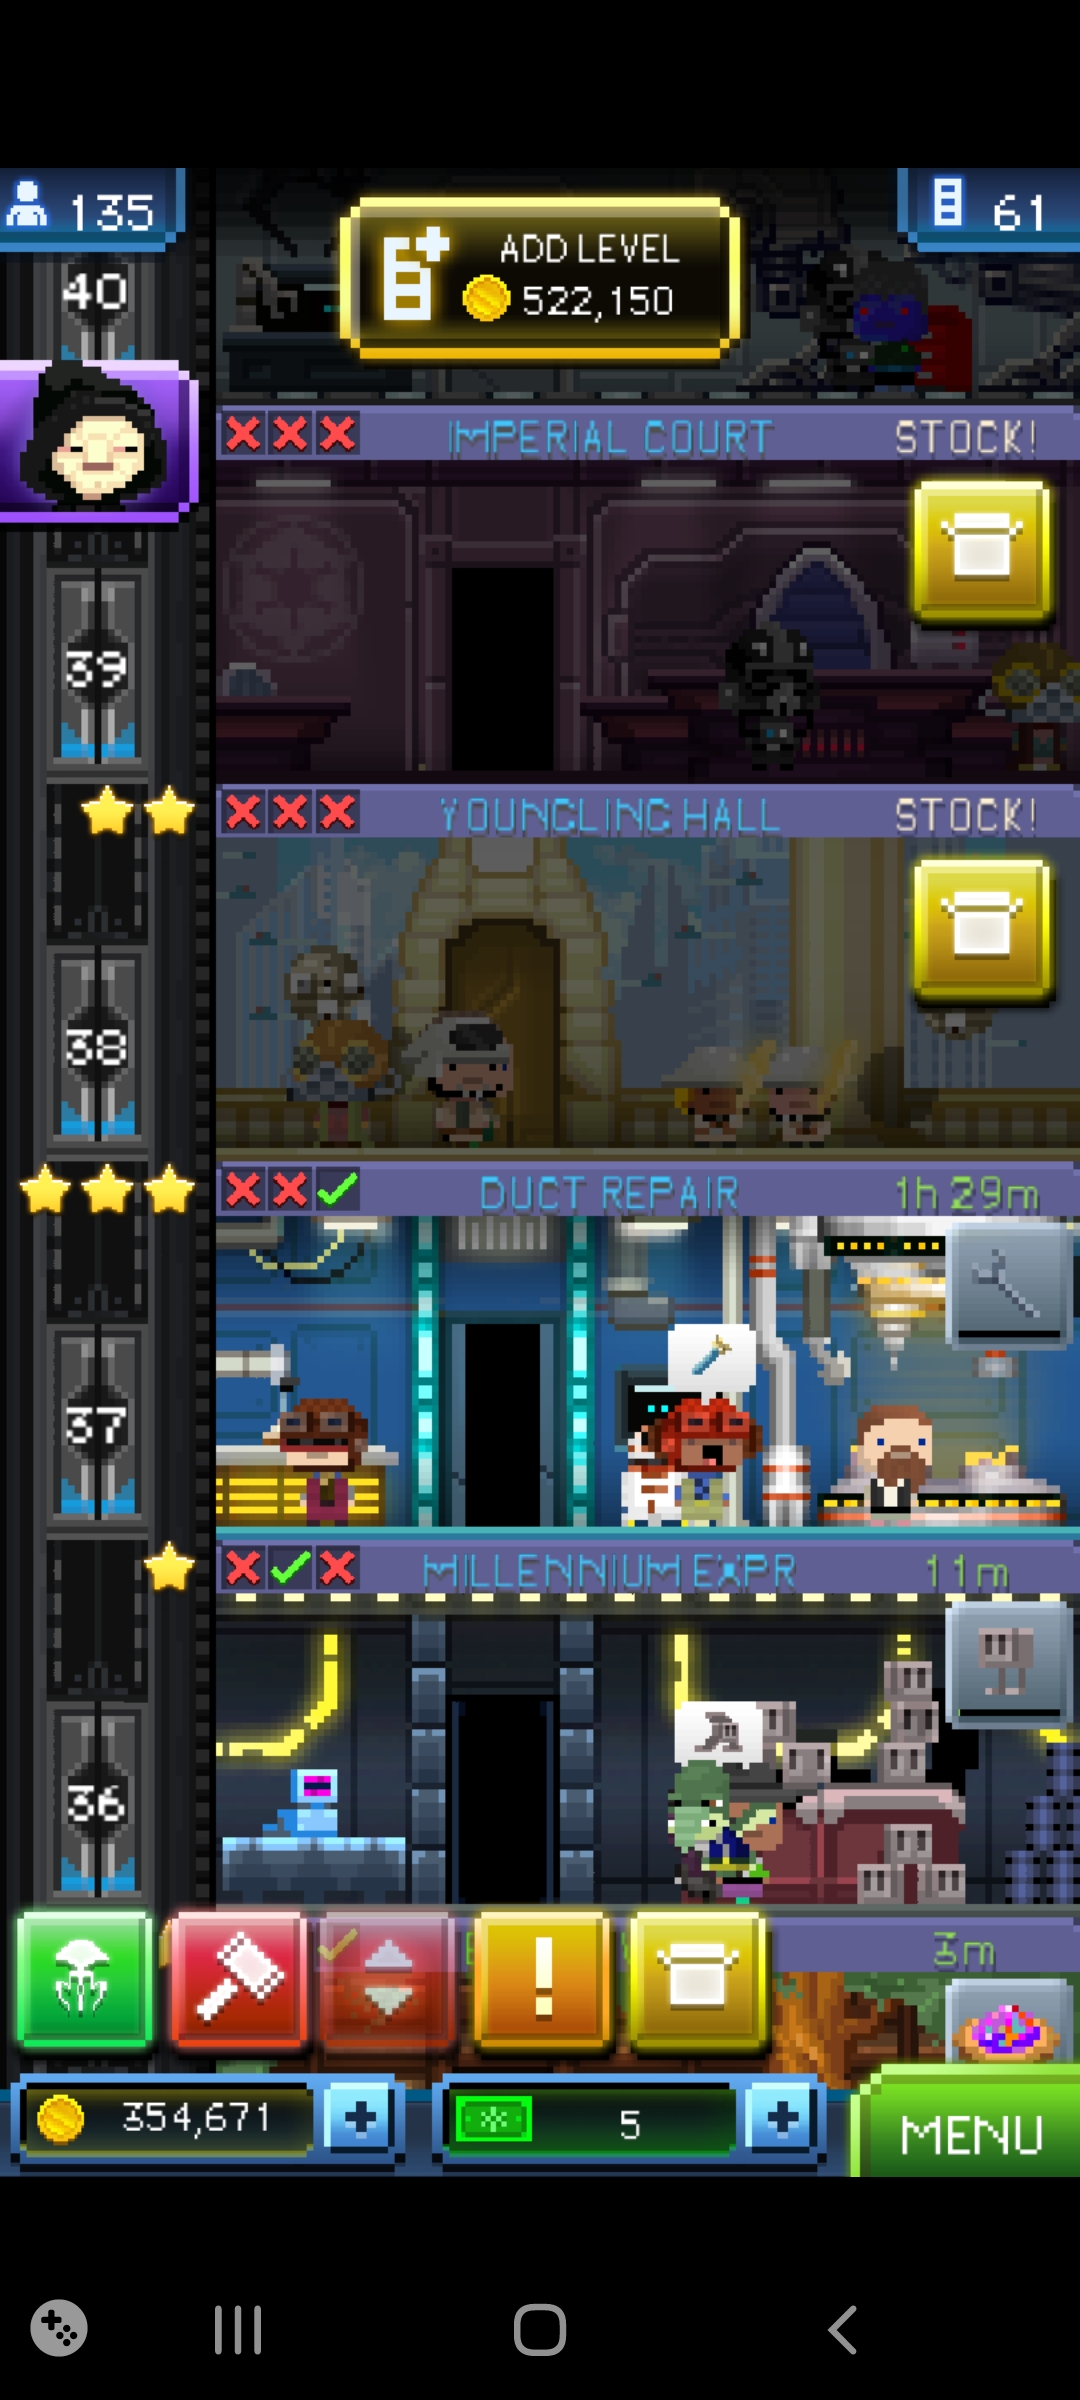 135
61
ADD LEVEL
522,150
40
IMPERIAL COURT
STOCK!
39
YOUNGLING HALL
STOCK!
38
DUCT REPAIR
1h 29m
37
MILLENNIUM EXPR
11m
36
3m
354,671
5
MENU